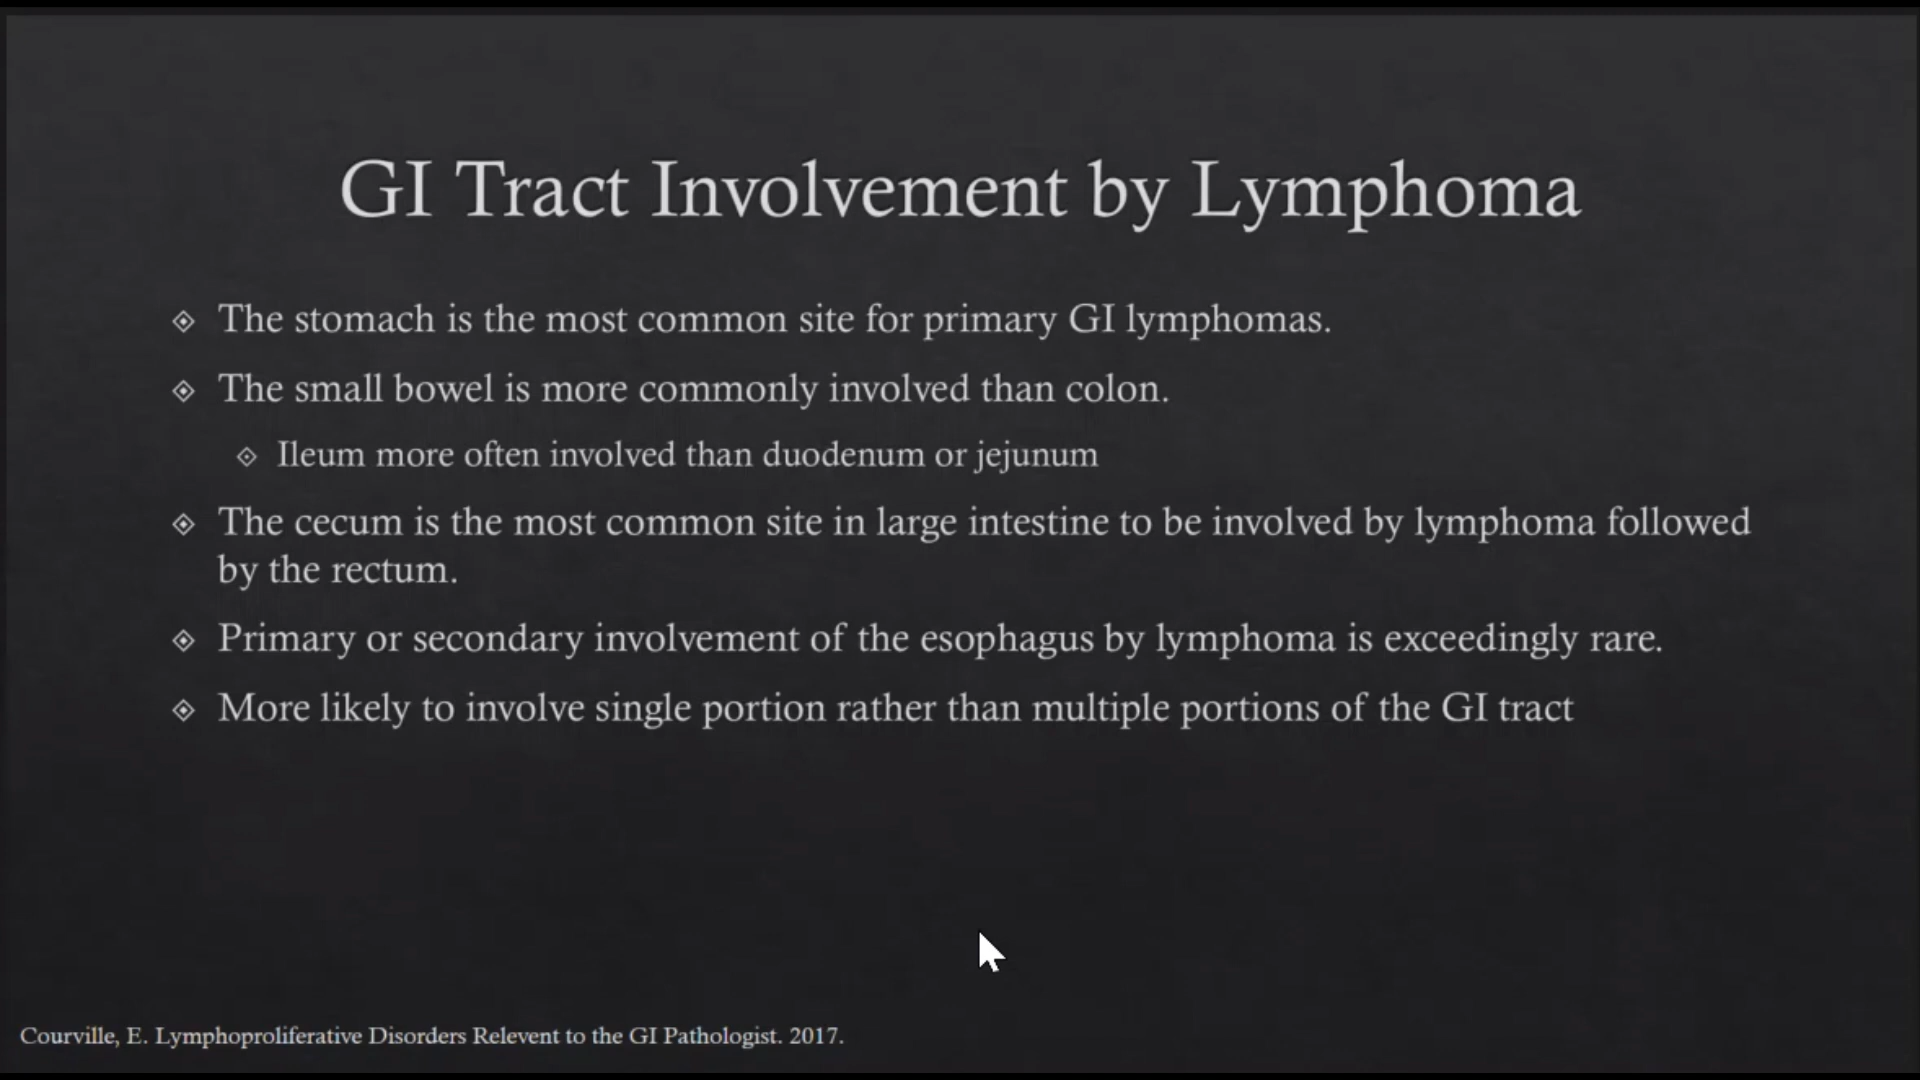 GI Tract Involvement by Lymphoma
The stomach is the most common site for primary GI lymphomas.
The small bowel is more commonly involved than colon.
Ileum more often involved than duodenum or jejunum
The cecum is the most common site in large intestine to be involved by lymphoma followed
by the rectum.
Primary or secondary involvement of the esophagus by lymphoma is exceedingly rare.
More likely to involve single portion rather than multiple portions of the GI tract
Courville, E. Lymphoproliferative Disorders Relevent to the GI Pathologist. 2017.